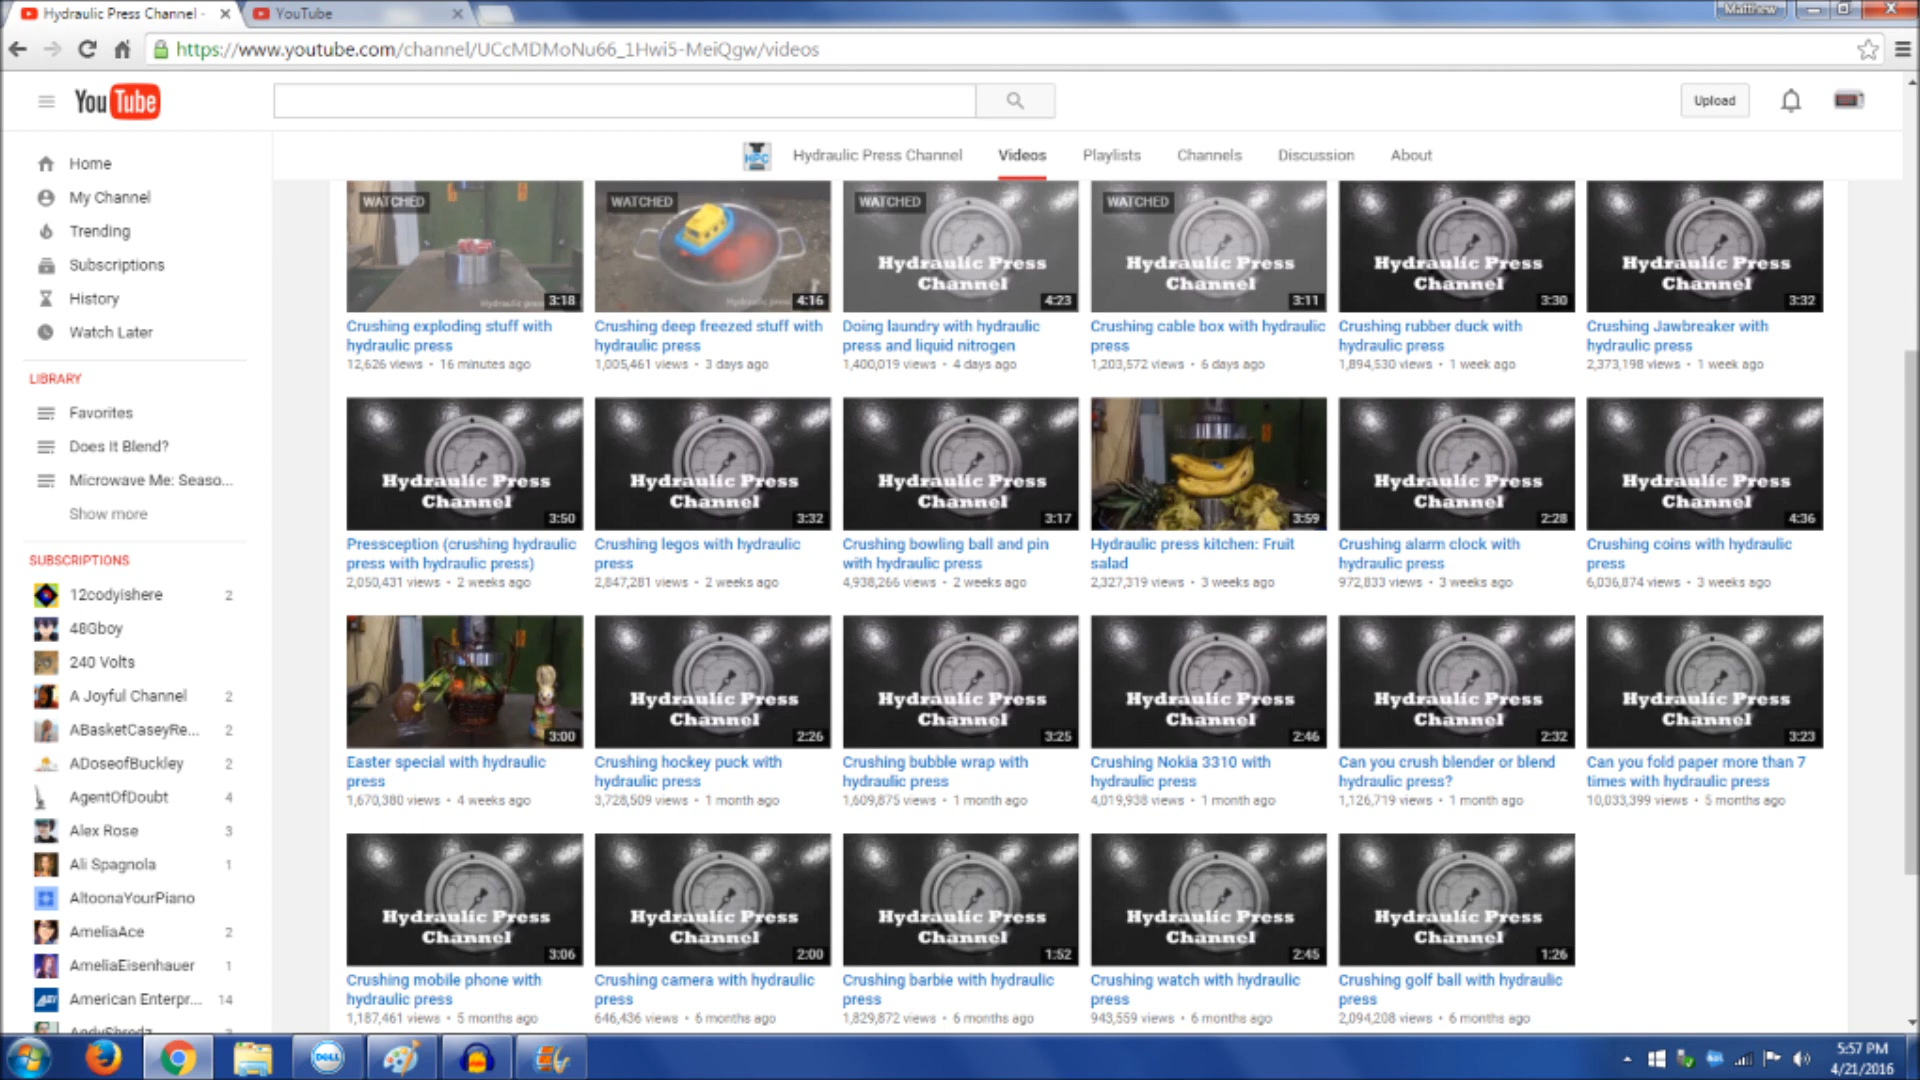 Hydraulic Press Channel -
YouTube
Matthew
https://www.youtube.com/channel/UCcMDMoNu66_1Hwi5-MeiQgw/videos
YouTube
Upload
HPC
Hydraulic Press Channel
Videos
Playlists
Channels
Discussion
About
Home
My Channel
Trending
Subscriptions
History
Watch Later
LIBRARY
Favorites
Does It Blend?
Microwave Me: Seaso...
Show more
SUBSCRIPTIONS
12codyishere 2
48Gboy
240 Volts
A Joyful Channel 2
ABasketCaseyRe... 2
ADoseofBuckley 2
AgentOfDoubt 4
Alex Rose 3
Ali Spagnola 1
AltoonaYourPiano
AmeliaAce 2
AmeliaEisenhauer 1
American Enterpr... 14
WATCHED
3:18
Crushing exploding stuff with
hydraulic press
12,626 views • 16 minutes ago
WATCHED
4:16
Crushing deep freezed stuff with
hydraulic press
1,005,461 views • 3 days ago
WATCHED
Hydraulic Press
Channel
4:23
Doing laundry with hydraulic
press and liquid nitrogen
1,400,019 views • 4 days ago
WATCHED
Hydraulic Press
Channel
3:11
Crushing cable box with hydraulic
press
1,203,572 views • 6 days ago
Hydraulic Press
Channel
3:30
Crushing rubber duck with
hydraulic press
1,894,530 views • 1 week ago
Hydraulic Press
Channel
3:32
Crushing Jawbreaker with
hydraulic press
2,373,198 views • 1 week ago
Hydraulic Press
Channel
3:50
Pressception (crushing hydraulic
press with hydraulic press)
2,050,431 views • 2 weeks ago
Hydraulic Press
Channel
3:32
Crushing legos with hydraulic
press
2,847,281 views • 2 weeks ago
Hydraulic Press
Channel
3:17
Crushing bowling ball and pin
with hydraulic press
4,938,266 views • 2 weeks ago
3:59
Hydraulic press kitchen: Fruit
salad
2,327,319 views • 3 weeks ago
Hydraulic Press
Channel
2:28
Crushing alarm clock with
hydraulic press
972,833 views • 3 weeks ago
Hydraulic Press
Channel
4:36
Crushing coins with hydraulic
press
6,036,874 views • 3 weeks ago
3:00
Easter special with hydraulic
press
1,670,380 views • 4 weeks ago
Hydraulic Press
Channel
2:26
Crushing hockey puck with
hydraulic press
3,728,509 views • 1 month ago
Hydraulic Press
Channel
3:25
Crushing bubble wrap with
hydraulic press
1,609,875 views • 1 month ago
Hydraulic Press
Channel
2:46
Crushing Nokia 3310 with
hydraulic press
4,019,938 views • 1 month ago
Hydraulic Press
Channel
2:32
Can you crush blender or blend
hydraulic press?
1,126,719 views • 1 month ago
Hydraulic Press
Channel
3:23
Can you fold paper more than 7
times with hydraulic press
10,033,399 views • 5 months ago
Hydraulic Press
Channel
3:06
Crushing mobile phone with
hydraulic press
1,187,461 views • 5 months ago
Hydraulic Press
Channel
2:00
Crushing camera with hydraulic
press
646,436 views • 6 months ago
Hydraulic Press
Channel
1:52
Crushing barbie with hydraulic
press
1,829,872 views • 6 months ago
Hydraulic Press
Channel
2:45
Crushing watch with hydraulic
press
943,559 views • 6 months ago
Hydraulic Press
Channel
1:26
Crushing golf ball with hydraulic
press
2,094,208 views • 6 months ago
DELL
5:57 PM
4/21/2016